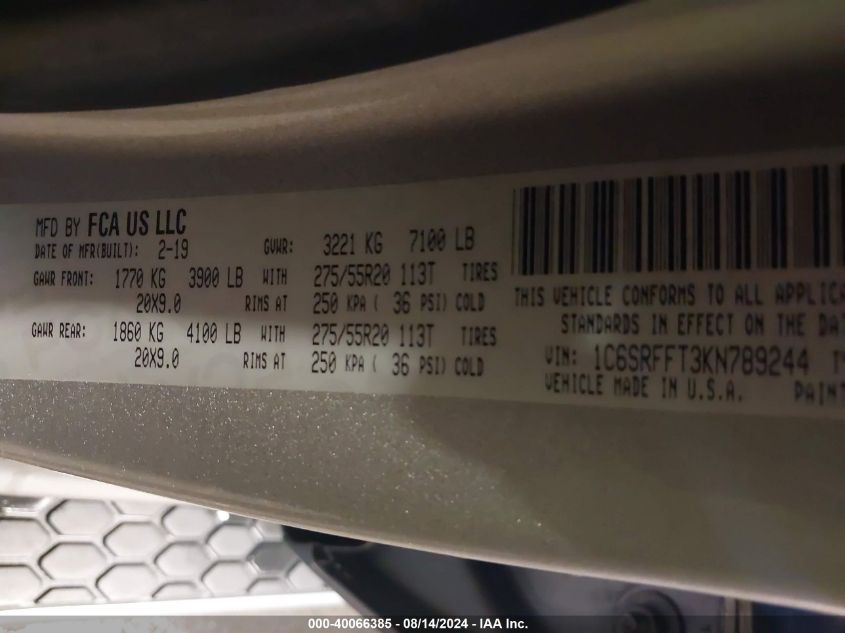 MFD BY FCA US LLC
DATE OF MFR(BUILT): 2-19 GVWR: 3221 KG 7100 LB
GAWR FRONT: 1770 KG 3900 LB WITH 275/55R20 113T TIRES
20X9.0 RIMS AT 250 KPA ( 36 PSI) COLD
GAWR REAR: 1860 KG 4100 LB WITH 275/55R20 113T TIRES
20X9.0 RIMS AT 250 KPA ( 36 PSI) COLD
THIS VEHICLE CONFORMS TO ALL APPLICA
STANDARDS IN EFFECT ON THE DA
VIN: 1C6SRFFT3KN789244 TY
VEHICLE MADE IN U.S.A. PAINT
000-40066385 - 08/14/2024 - IAA Inc.